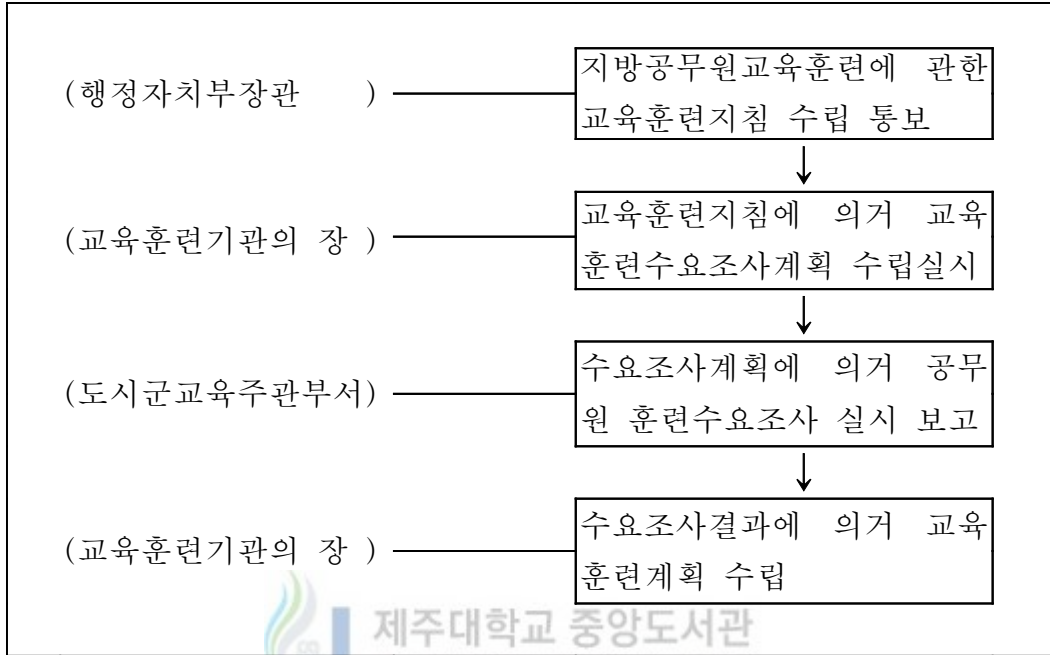 지방공무원교육훈련에 관한
(행정자치부장관 )
교육훈련지침 수립 통보
교육훈련지침에 의거 교육
(교육훈련기관의 장 )
훈련수요조사계획 수립실시
수요조사계획에 의거 공무
(도시군교육주관부서)
원 훈련수요조사 실시 보고
수요조사결과에 의거 교육
(교육훈련기관의 장 )
훈련계획 수립
제주대학교 중앙도서관